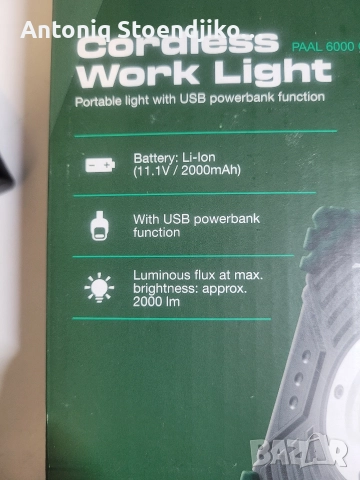 Antoniq Stoendjiko
Cordless PAAL 6000
Work Light
Portable light with USB powerbank function
Battery: Li-Ion
(11.1V / 2000mAh)
With USB powerbank
function
Luminous flux at max.
brightness: approx.
2000 lm
BAZAR